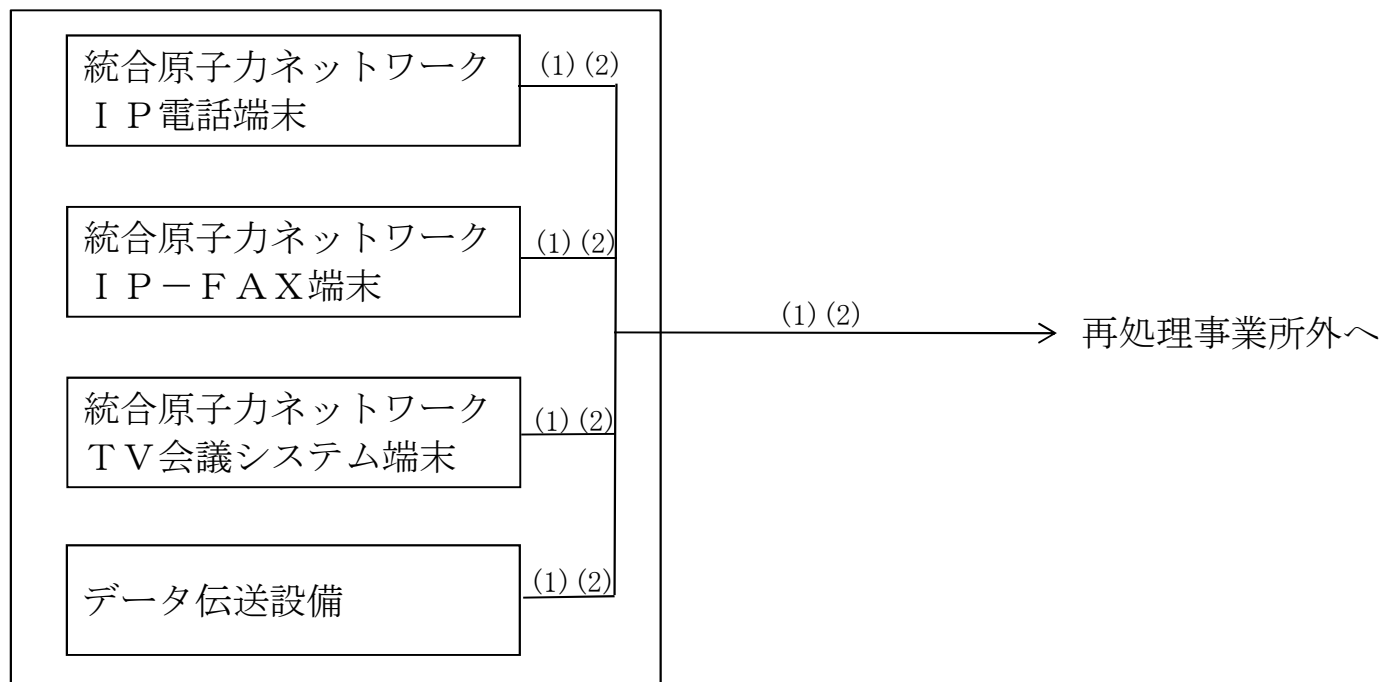 統合原子力ネットワーク
ＩＰ電話端末
(1)(2)
統合原子力ネットワーク
ＩＰ－ＦＡＸ端末
(1)(2)
(1)(2)
再処理事業所外へ
統合原子力ネットワーク
ＴＶ会議システム端末
(1)(2)
データ伝送設備
(1)(2)